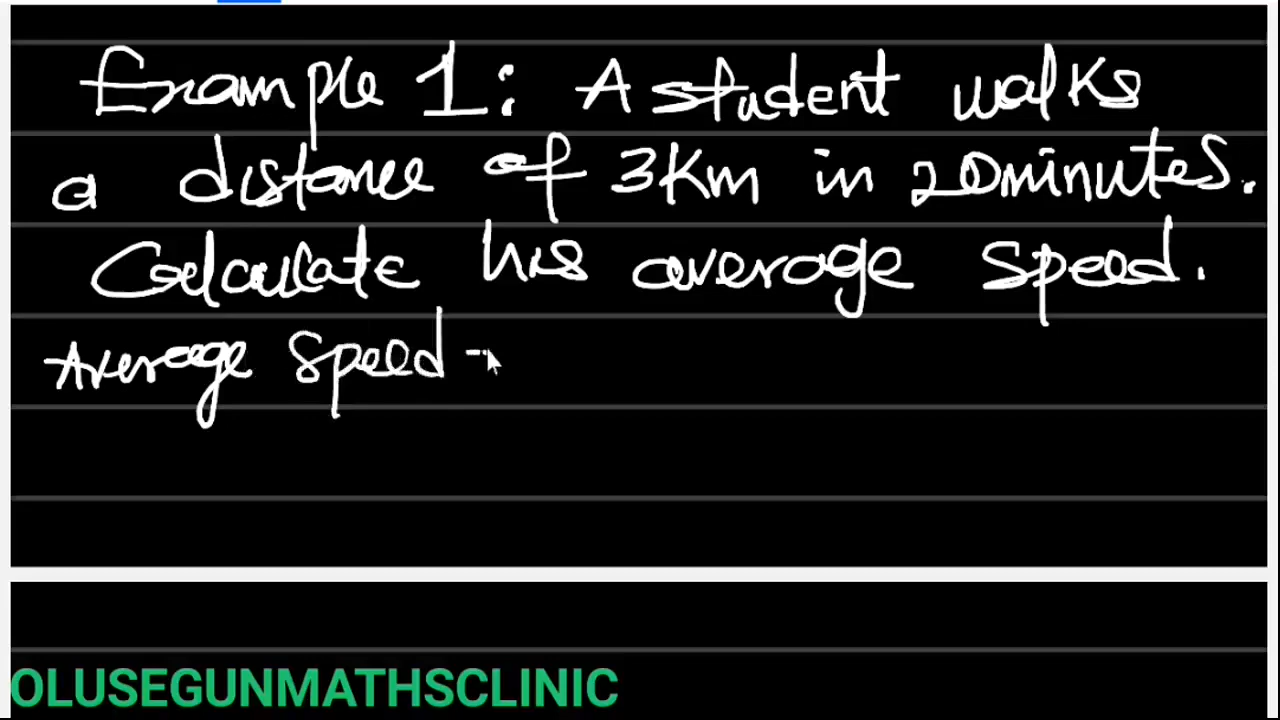 Example 1: A student walks
a distance of 3Km in 20minutes.
Calculate his average speed.
Average Speed -
OLUSEGUNMATHSCLINIC